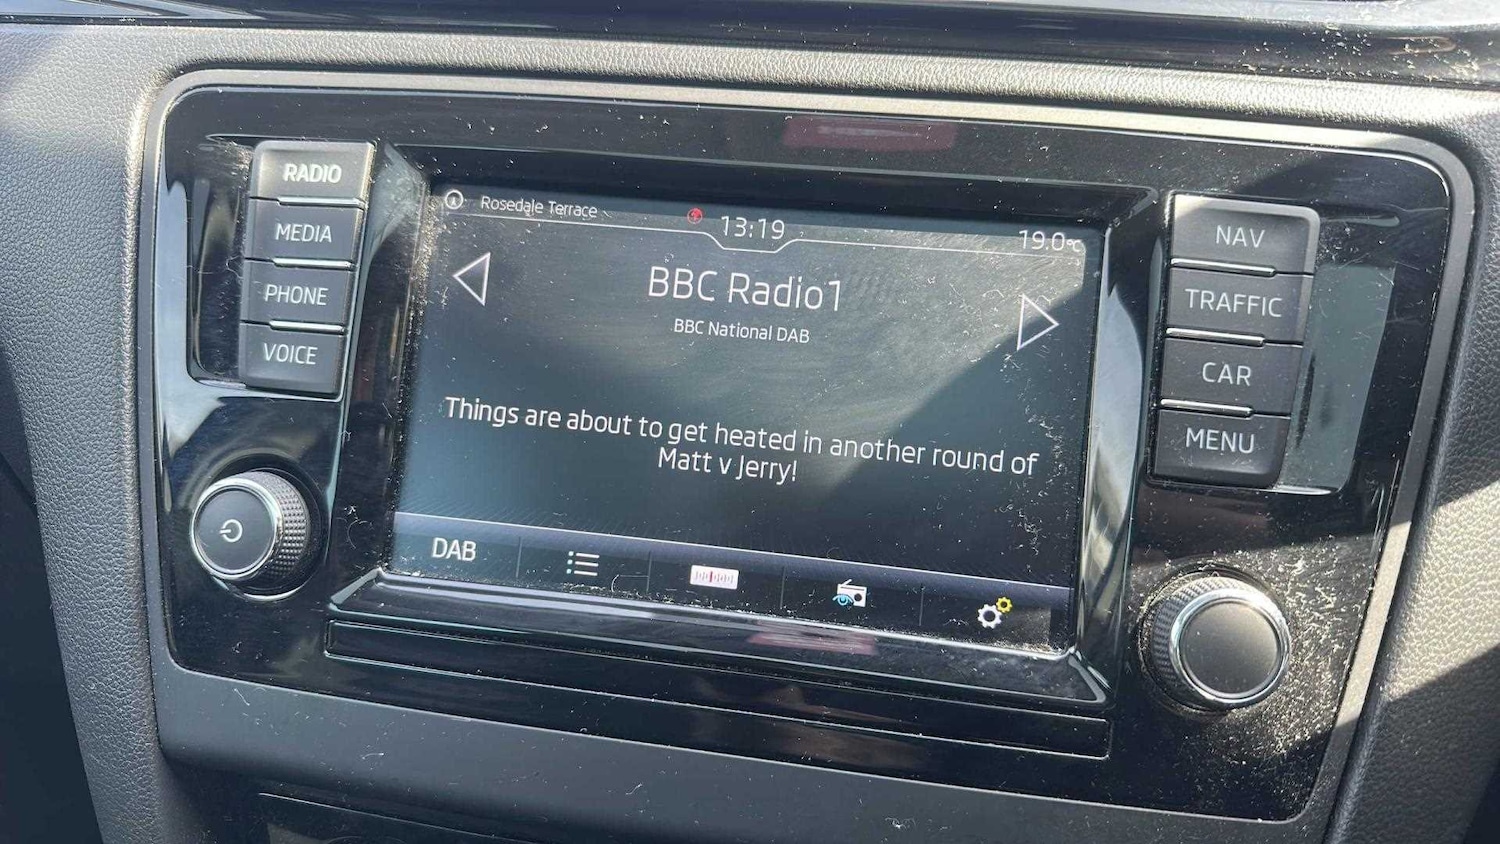 RADIO
MEDIA
PHONE
VOICE
Rosedale Terrace
13:19
19.0°C
BBC Radio1
BBC National DAB
Things are about to get heated in another round of
Matt v Jerry!
DAB
NAV
TRAFFIC
CAR
MENU